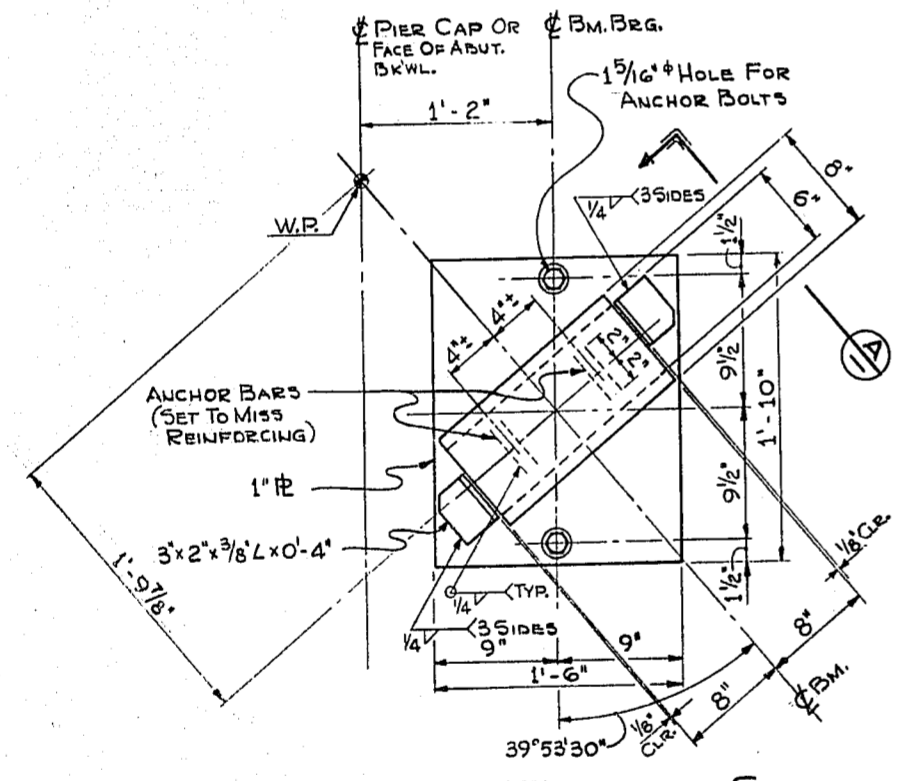 ℄ PIER CAP OR
FACE OF ABUT.
BK'WL.
℄ BM. BRG.
1 5/16" φ HOLE FOR
ANCHOR BOLTS
1'-2"
W.P.
1/4 3 SIDES
8"
6"
1 1/2"
4"±
4"±
2"
2"
9 1/2"
1'-10"
A
1
ANCHOR BARS
(SET TO MISS
REINFORCING)
9 1/2"
1" ℄
3"x2"x3/8" L x 0'-4"
1'-9 7/8"
1/8" CLR.
1/4 TYP.
1 1/2"
1/4 3 SIDES
9"
9"
8"
1'-6"
8"
℄ BM.
1/8"
CLR.
39°53'30"